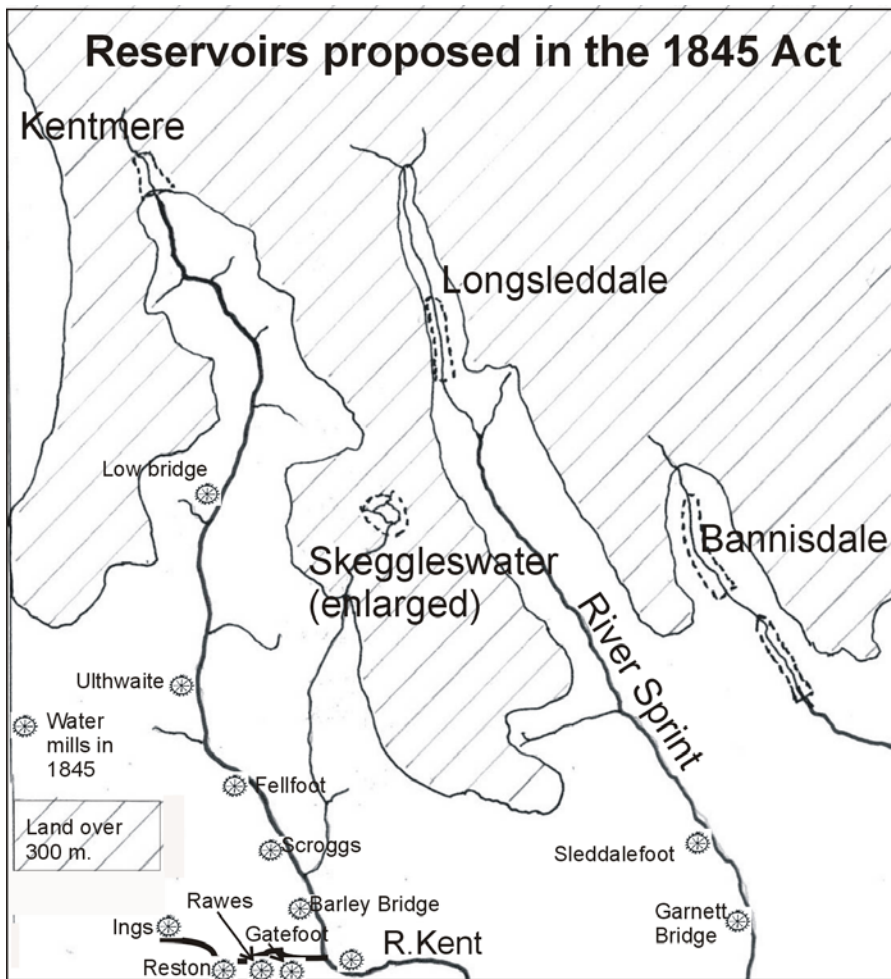 Reservoirs proposed in the 1845 Act
Kentmere
Longsleddale
Low bridge
Skeggleswater
(enlarged)
Bannisdale
River Sprint
Ulthwaite
Water
mills in
1845
Fellfoot
Land over
300 m.
Scroggs
Sleddalefoot
Rawes
Barley Bridge
Ings
Gatefoot
Garnett
Bridge
R.Kent
Reston